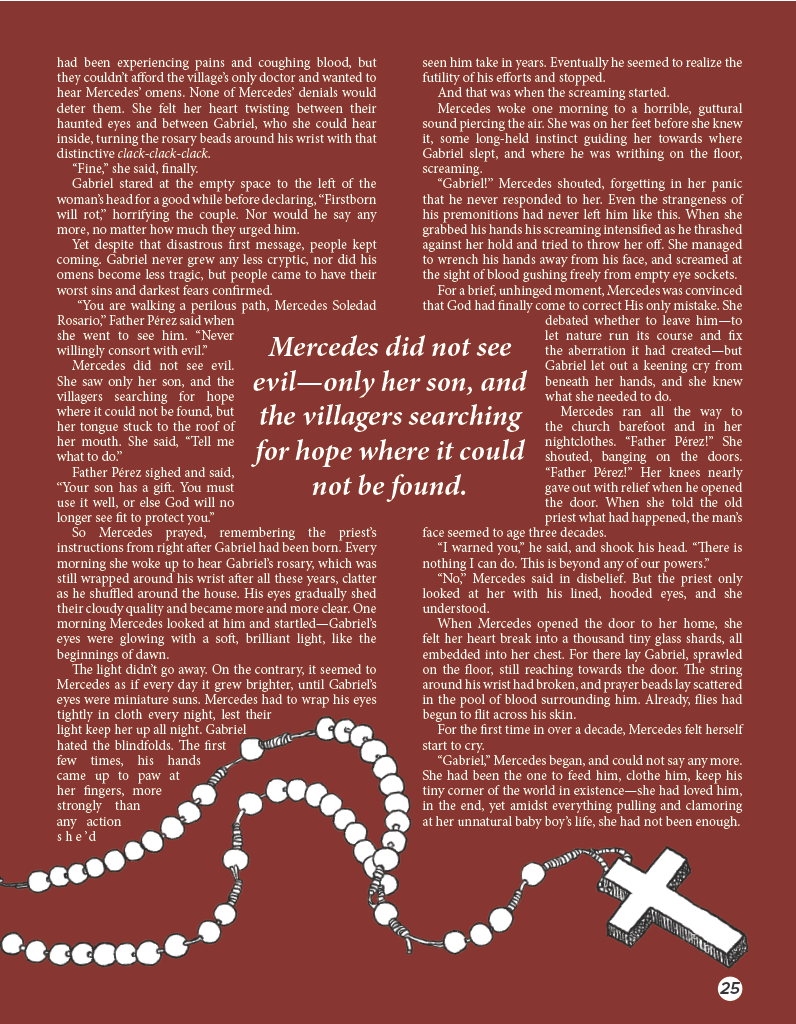 had been experiencing pains and coughing blood, but
they couldn't afford the village's only doctor and wanted to
hear Mercedes' omens. None of Mercedes' denials would
deter them. She felt her heart twisting between their
haunted eyes and between Gabriel, who she could hear
inside, turning the rosary beads around his wrist with that
distinctive clack-clack-clack.
“Fine,” she said, finally.
Gabriel stared at the empty space to the left of the
woman's head for a good while before declaring, “Firstborn
will rot,” horrifying the couple. Nor would he say any
more, no matter how much they urged him.
Yet despite that disastrous first message, people kept
coming. Gabriel never grew any less cryptic, nor did his
omens become less tragic, but people came to have their
worst sins and darkest fears confirmed.
“You are walking a perilous path, Mercedes Soledad
Rosario,” Father Pérez said when
she went to see him. “Never
willingly consort with evil.”
Mercedes did not see evil.
She saw only her son, and the
villagers searching for hope
where it could not be found, but
her tongue stuck to the roof of
her mouth. She said, “Tell me
what to do.”
Father Pérez sighed and said,
“Your son has a gift. You must
use it well, or else God will no
longer see fit to protect you.”
So Mercedes prayed, remembering the priest's
instructions from right after Gabriel had been born. Every
morning she woke up to hear Gabriel's rosary, which was
still wrapped around his wrist after all these years, clatter
as he shuffled around the house. His eyes gradually shed
their cloudy quality and became more and more clear. One
morning Mercedes looked at him and startled—Gabriel's
eyes were glowing with a soft, brilliant light, like the
beginnings of dawn.
The light didn't go away. On the contrary, it seemed to
Mercedes as if every day it grew brighter, until Gabriel's
eyes were miniature suns. Mercedes had to wrap his eyes
tightly in cloth every night, lest their
light keep her up all night. Gabriel
hated the blindfolds. The first
few times, his hands
came up to paw at
her fingers, more
strongly than
any action
she'd
Mercedes did not see
evil—only her son, and
the villagers searching
for hope where it could
not be found.
seen him take in years. Eventually he seemed to realize the
futility of his efforts and stopped.
And that was when the screaming started.
Mercedes woke one morning to a horrible, guttural
sound piercing the air. She was on her feet before she knew
it, some long-held instinct guiding her towards where
Gabriel slept, and where he was writhing on the floor,
screaming.
“Gabriel!” Mercedes shouted, forgetting in her panic
that he never responded to her. Even the strangeness of
his premonitions had never left him like this. When she
grabbed his hands his screaming intensified as he thrashed
against her hold and tried to throw her off. She managed
to wrench his hands away from his face, and screamed at
the sight of blood gushing freely from empty eye sockets.
For a brief, unhinged moment, Mercedes was convinced
that God had finally come to correct His only mistake. She
debated whether to leave him—to
let nature run its course and fix
the aberration it had created—but
Gabriel let out a keening cry from
beneath her hands, and she knew
what she needed to do.
Mercedes ran all the way to
the church barefoot and in her
nightclothes. “Father Pérez!” She
shouted, banging on the doors.
“Father Pérez!” Her knees nearly
gave out with relief when he opened
the door. When she told the old
priest what had happened, the man's
face seemed to age three decades.
“I warned you,” he said, and shook his head. “There is
nothing I can do. This is beyond any of our powers.”
“No,” Mercedes said in disbelief. But the priest only
looked at her with his lined, hooded eyes, and she
understood.
When Mercedes opened the door to her home, she
felt her heart break into a thousand tiny glass shards, all
embedded into her chest. For there lay Gabriel, sprawled
on the floor, still reaching towards the door. The string
around his wrist had broken, and prayer beads lay scattered
in the pool of blood surrounding him. Already, flies had
begun to flit across his skin.
For the first time in over a decade, Mercedes felt herself
start to cry.
“Gabriel,” Mercedes began, and could not say any more.
She had been the one to feed him, clothe him, keep his
tiny corner of the world in existence—she had loved him,
in the end, yet amidst everything pulling and clamoring
at her unnatural baby boy's life, she had not been enough.
25